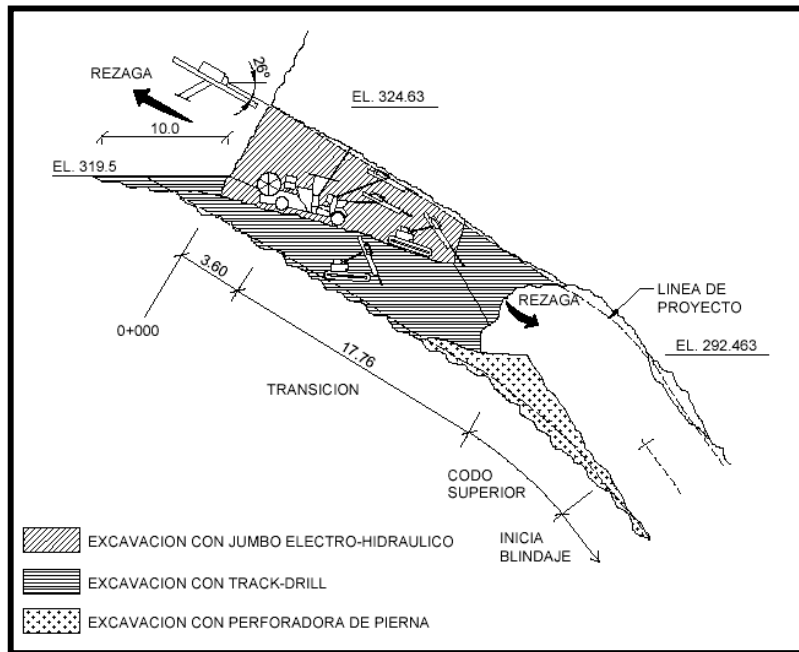 26°
REZAGA
EL. 324.63
10.0
EL. 319.5
3.60
0+000
REZAGA
LINEA DE
PROYECTO
EL. 292.463
17.76
TRANSICION
CODO
SUPERIOR
INICIA
BLINDAJE
EXCAVACION CON JUMBO ELECTRO-HIDRAULICO
EXCAVACION CON TRACK-DRILL
EXCAVACION CON PERFORADORA DE PIERNA